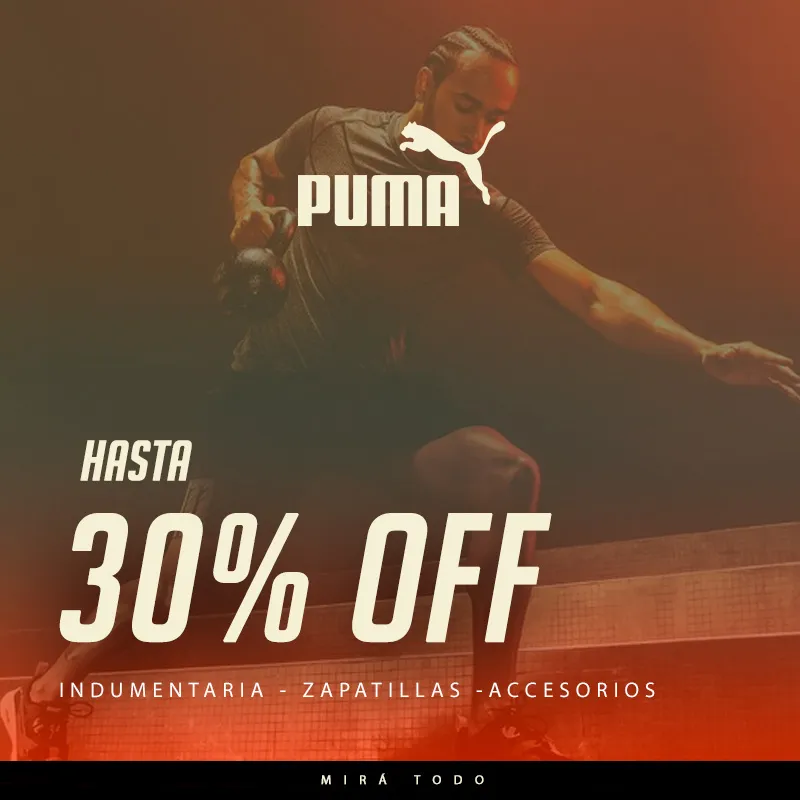 PUMA
HASTA
30% OFF
INDUMENTARIA - ZAPATILLAS -ACCESORIOS
MIRÁ TODO